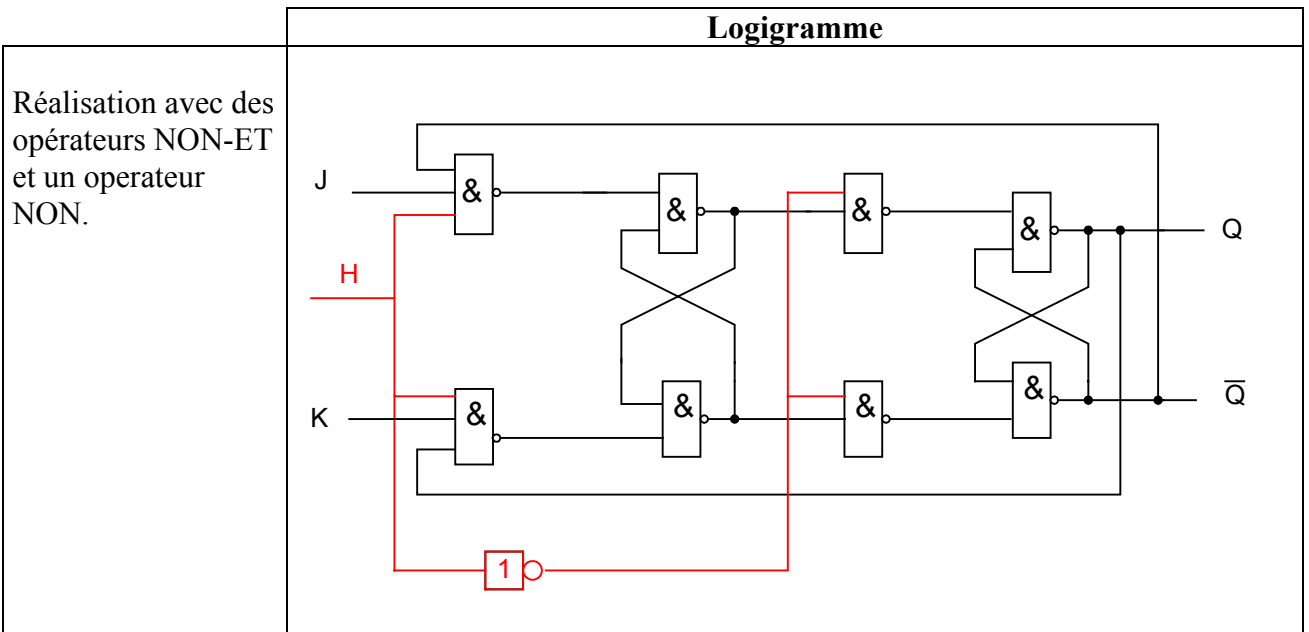 Logigramme
Réalisation avec des
opérateurs NON-ET
et un operateur
NON.
J
&
&
&
&
Q
H
K
&
&
&
&
Q̅
1